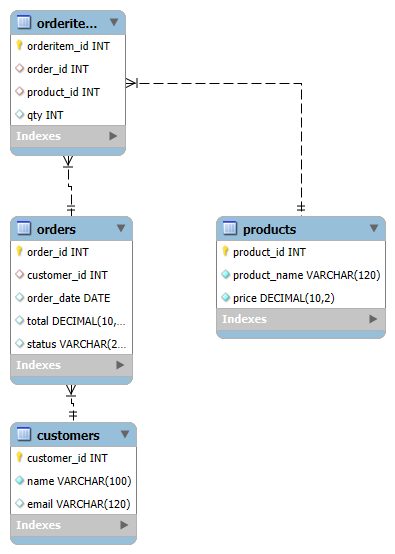 orderite...
orderitem_id INT
order_id INT
product_id INT
qty INT
Indexes
orders
order_id INT
customer_id INT
order_date DATE
total DECIMAL(10,...
status VARCHAR(2...
Indexes
products
product_id INT
product_name VARCHAR(120)
price DECIMAL(10,2)
Indexes
customers
customer_id INT
name VARCHAR(100)
email VARCHAR(120)
Indexes